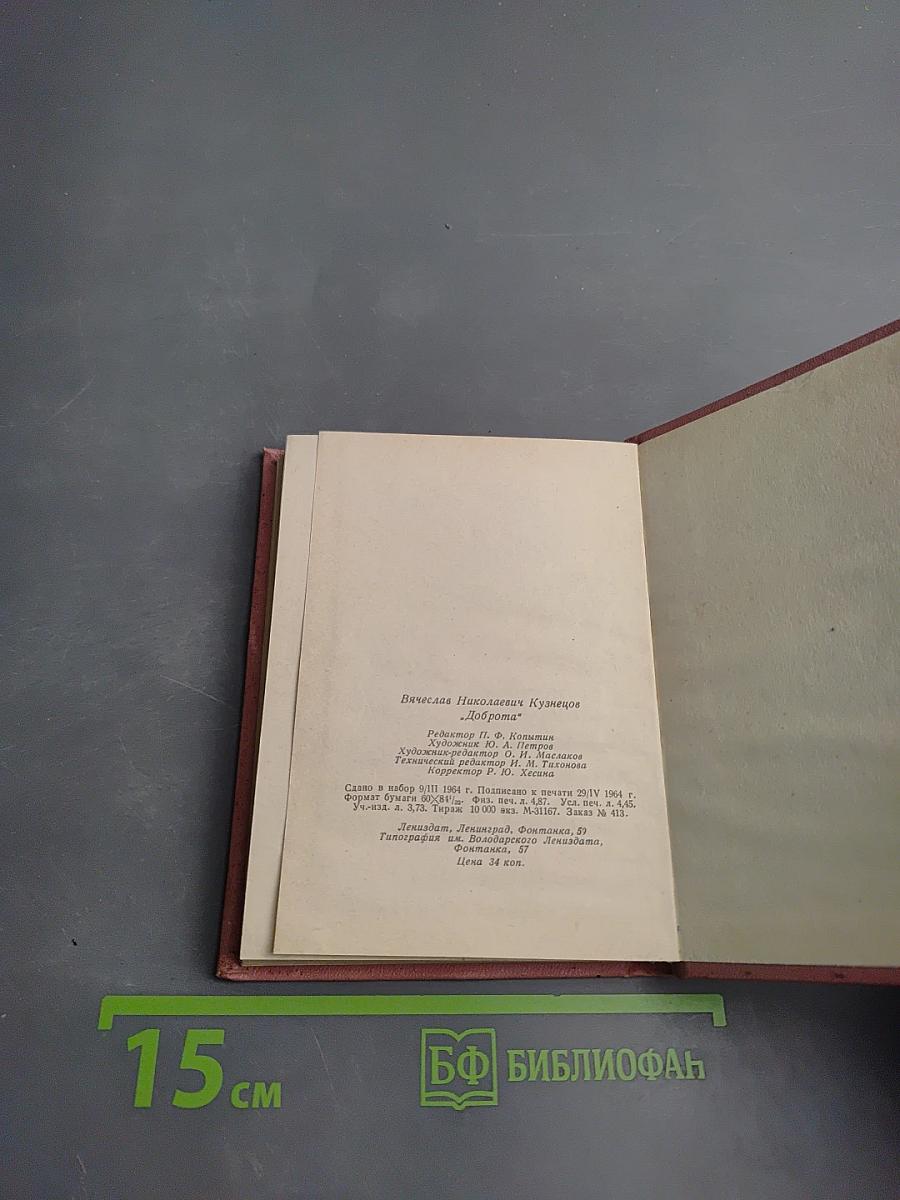 Вячеслав Николаевич Кузнецов
„Доброта“
Редактор П. Ф. Копытин
Художник Ю. А. Петров
Художник-редактор О. И. Маслаков
Технический редактор И. М. Тихонова
Корректор Р. Ю. Хесина
Сдано в набор 9/III 1964 г. Подписано к печати 29/IV 1964 г.
Формат бумаги 60×84¹/₃₂. Физ. печ. л. 4,87. Усл. печ. л. 4,45.
Уч.-изд. л. 3,73. Тираж 10 000 экз. М-31167. Заказ № 413.
Лениздат, Ленинград, Фонтанка, 59
Типография им. Володарского Лениздата,
Фонтанка, 57
Цена 34 коп.
15 см
БФ БИБЛИОФАН